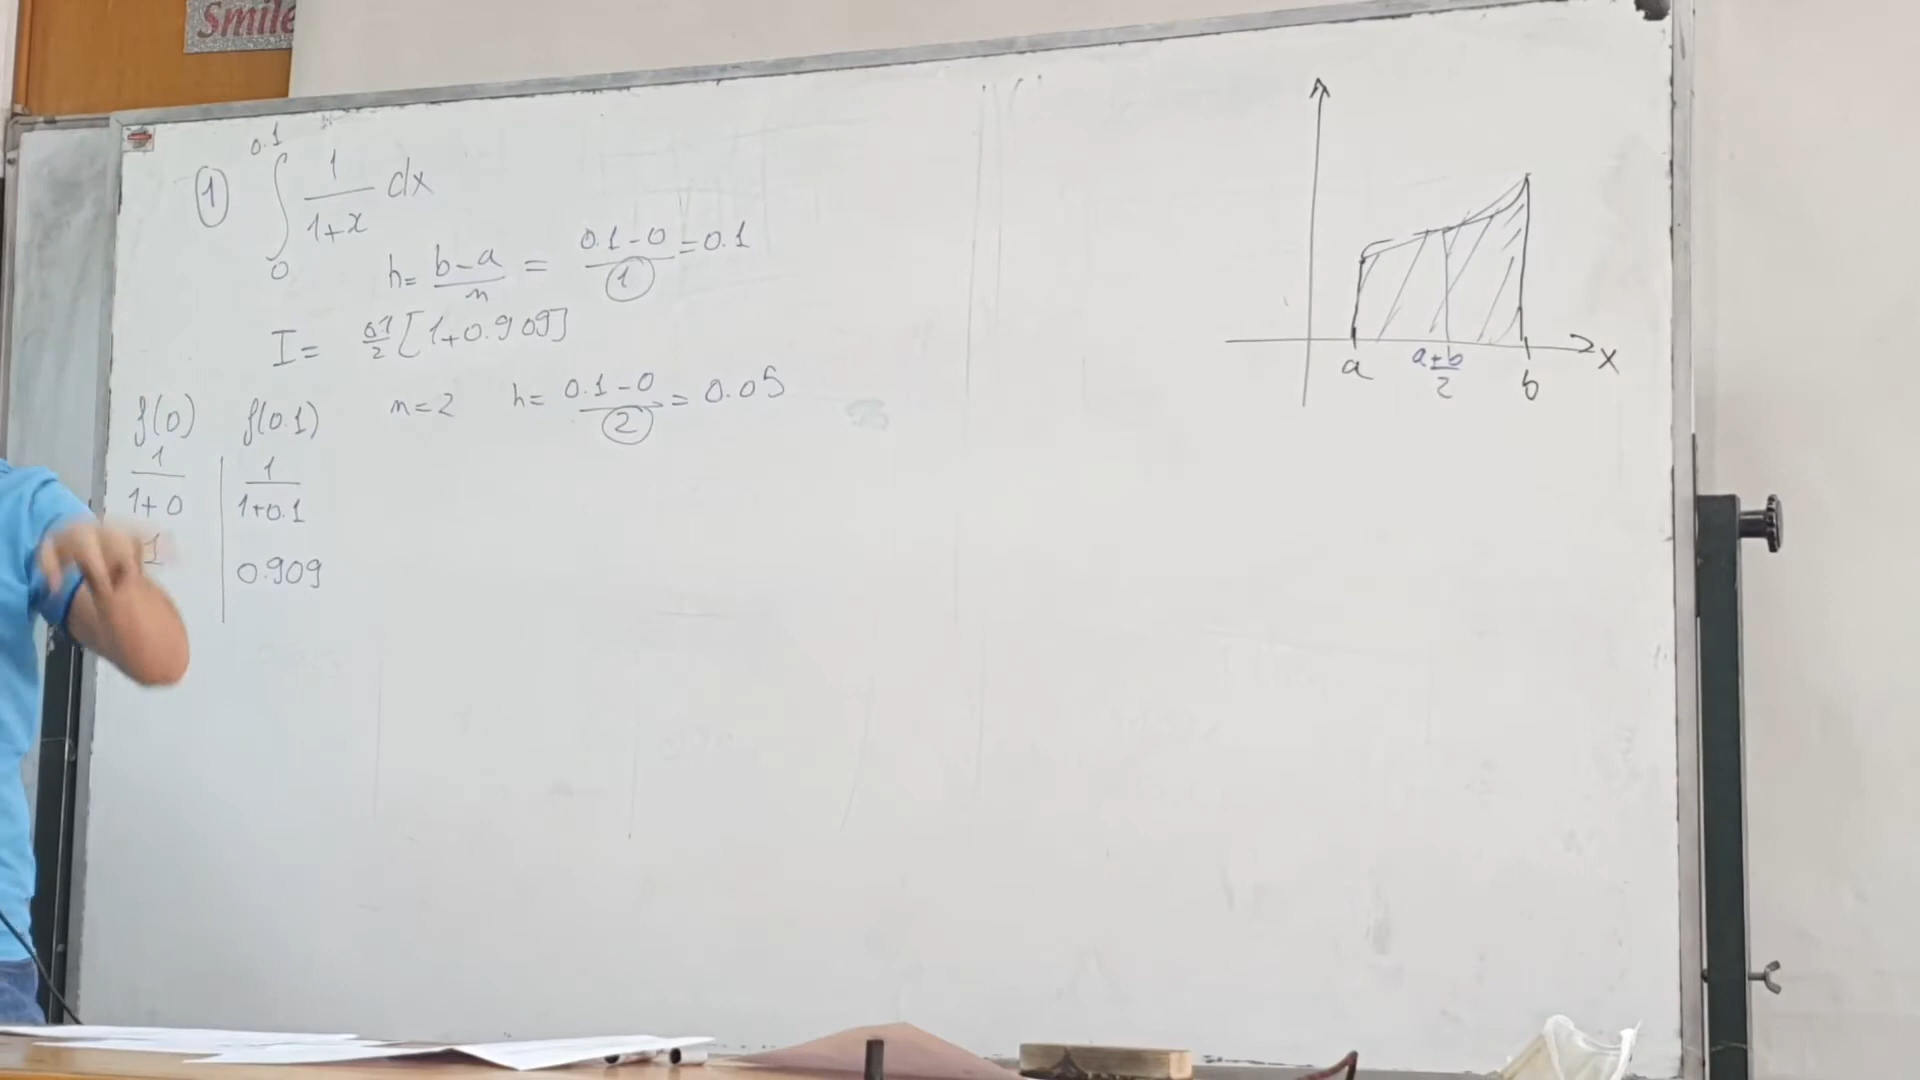 Smile
① ∫₀^0.1 1/(1+x) dx
h = (b-a)/n = (0.1-0)/① = 0.1
I = 0.1/2 [1+0.909]
n=2 h = (0.1-0)/② = 0.05
f(0) f(0.1)
1/(1+0) 1/(1+0.1)
1 0.909
a (a+b)/2 b x